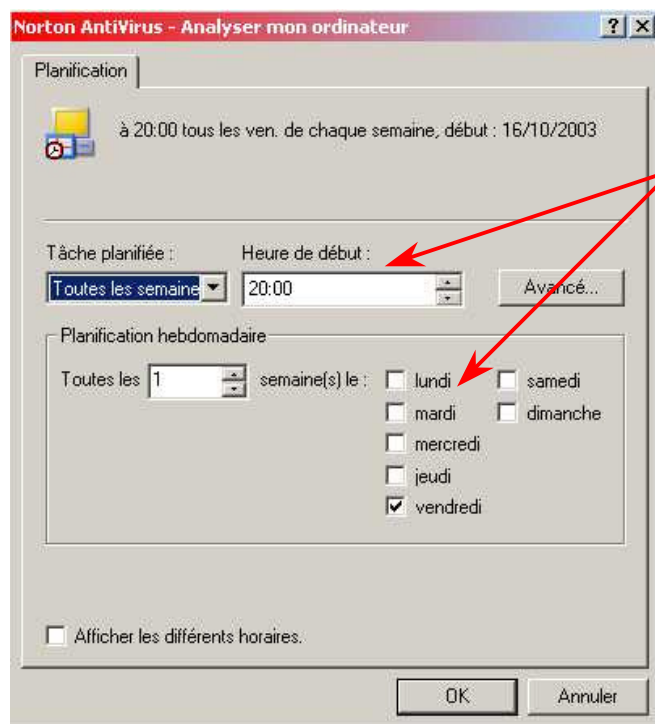 Norton AntiVirus - Analyser mon ordinateur
Planification
à 20:00 tous les ven. de chaque semaine, début : 16/10/2003
Tâche planifiée : Heure de début :
Toutes les semaine 20:00 Avancé...
Planification hebdomadaire
Toutes les 1 semaine(s) le : lundi samedi
mardi dimanche
mercredi
jeudi
vendredi
Afficher les différents horaires.
OK Annuler